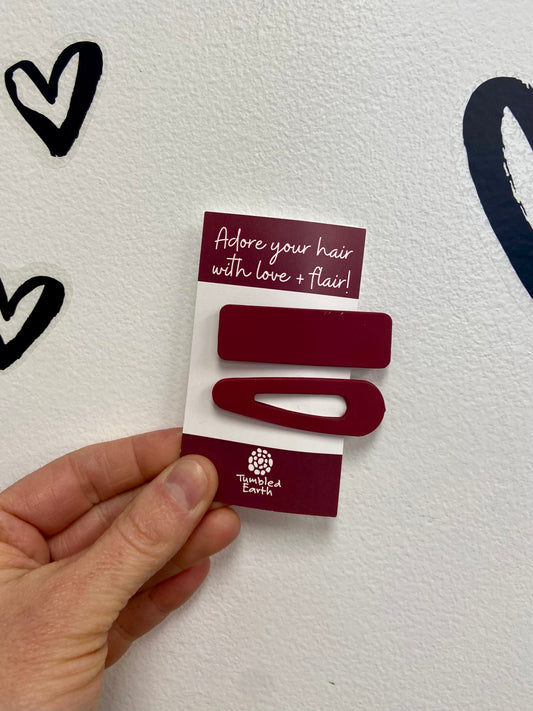 Adore your hair
with love + flair!
Tumbled
Earth